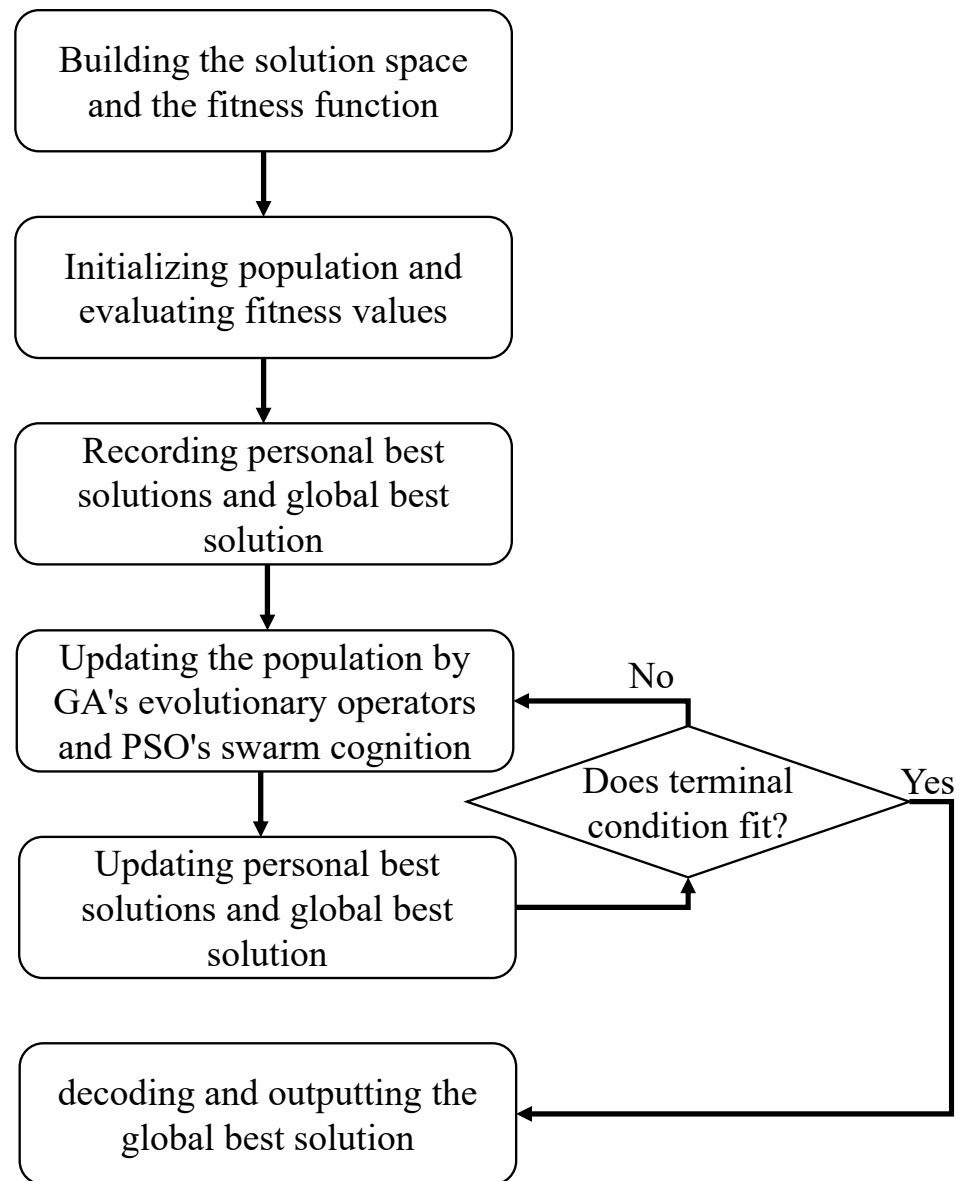 Building the solution space
and the fitness function
Initializing population and
evaluating fitness values
Recording personal best
solutions and global best
solution
Updating the population by
GA's evolutionary operators
and PSO's swarm cognition
No
Does terminal
condition fit?
Yes
Updating personal best
solutions and global best
solution
decoding and outputting the
global best solution